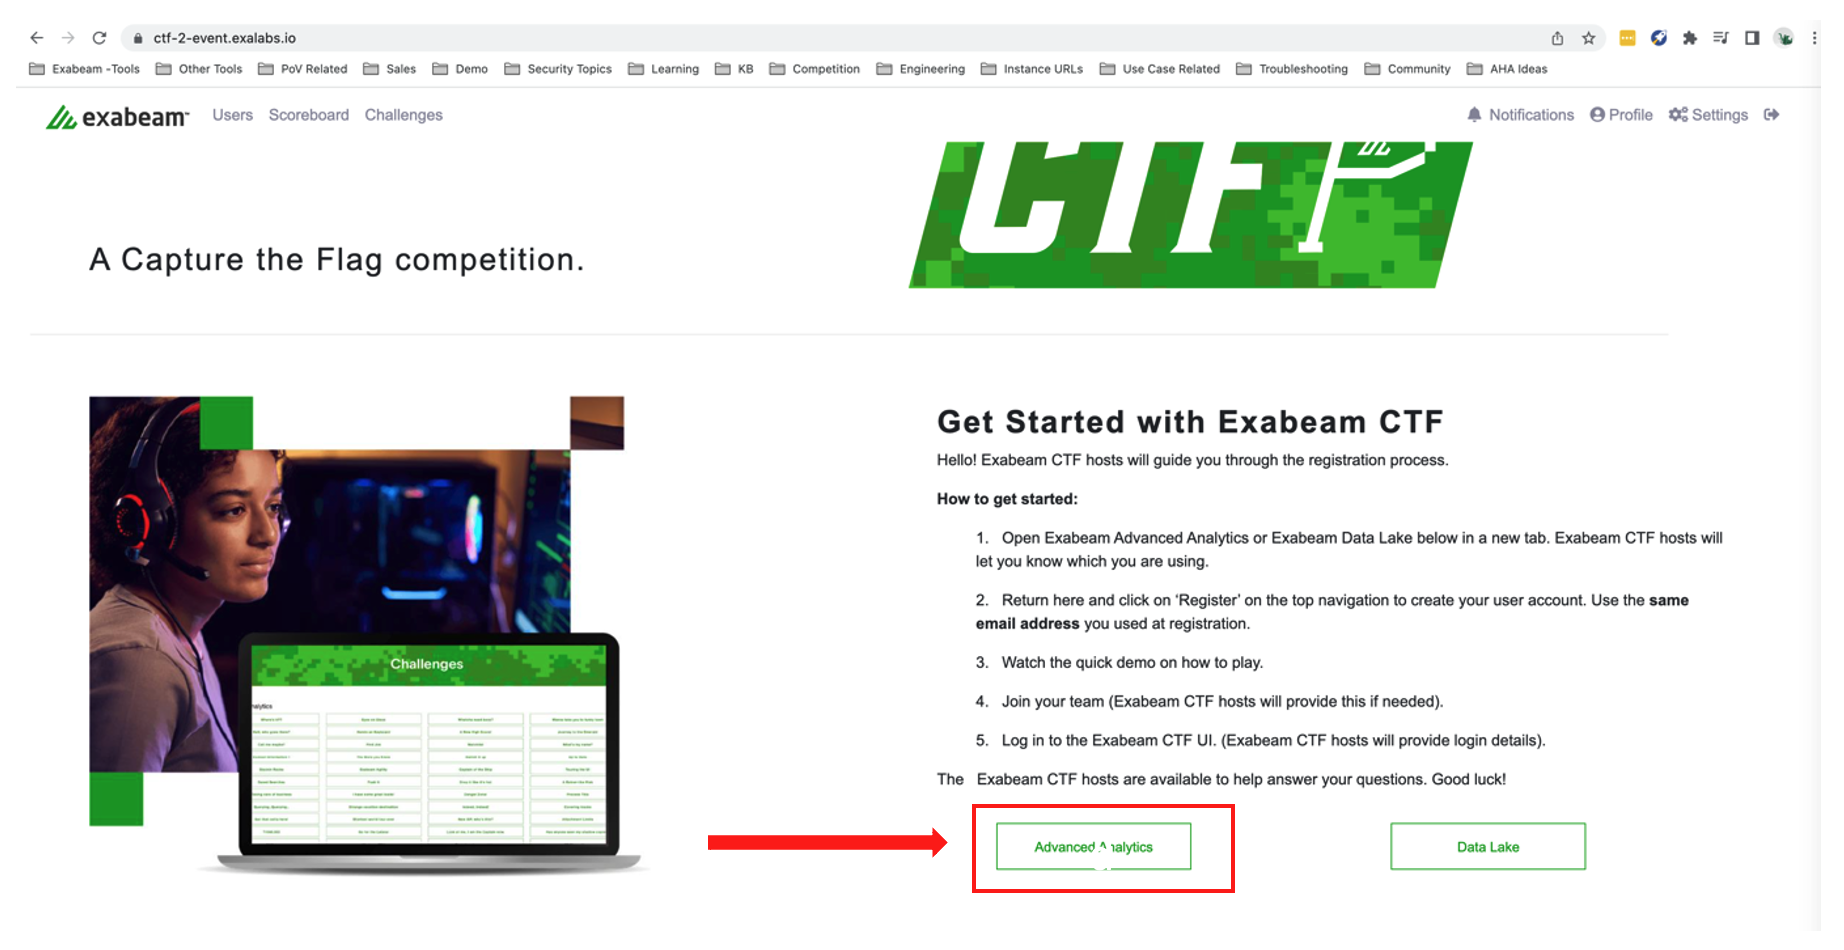 ctf-2-event.exalabs.io
Exabeam -Tools Other Tools PoV Related Sales Demo Security Topics Learning KB Competition Engineering Instance URLs Use Case Related Troubleshooting Community AHA Ideas
exabeam Users Scoreboard Challenges Notifications Profile Settings
CTF
A Capture the Flag competition.
Get Started with Exabeam CTF
Hello! Exabeam CTF hosts will guide you through the registration process.
How to get started:
1. Open Exabeam Advanced Analytics or Exabeam Data Lake below in a new tab. Exabeam CTF hosts will
let you know which you are using.
2. Return here and click on ‘Register’ on the top navigation to create your user account. Use the same
email address you used at registration.
3. Watch the quick demo on how to play.
4. Join your team (Exabeam CTF hosts will provide this if needed).
5. Log in to the Exabeam CTF UI. (Exabeam CTF hosts will provide login details).
The Exabeam CTF hosts are available to help answer your questions. Good luck!
Advanced Analytics Data Lake
Challenges